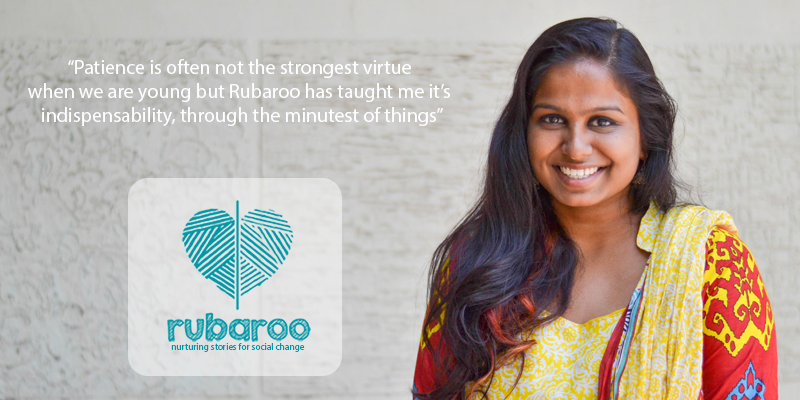 “Patience is often not the strongest virtue
when we are young but Rubaroo has taught me it’s
indispensability, through the minutest of things”
rubaroo
nurturing stories for social change